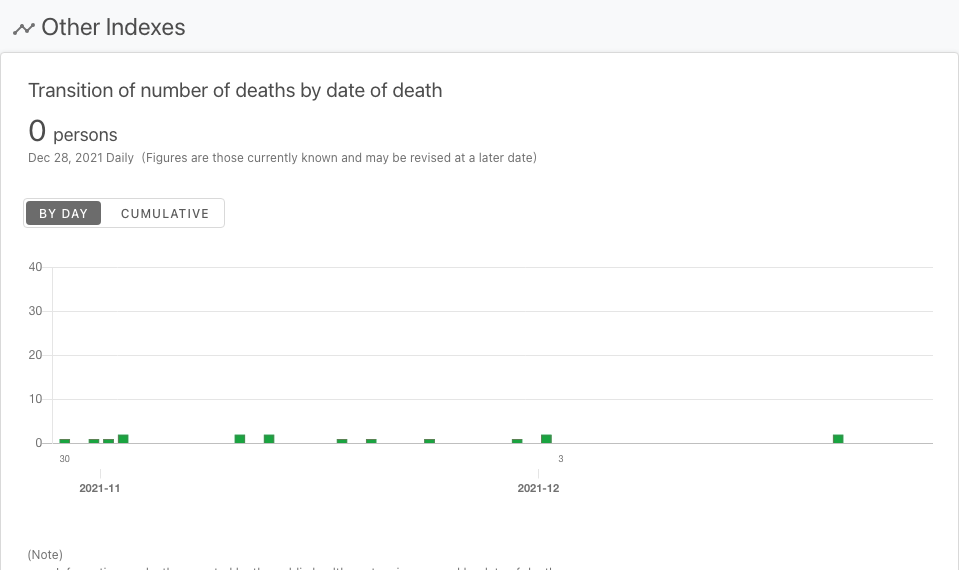 Other Indexes
Transition of number of deaths by date of death
0 persons
Dec 28, 2021 Daily (Figures are those currently known and may be revised at a later date)
BY DAY CUMULATIVE
40
30
20
10
0
30 3
2021-11 2021-12
(Note)